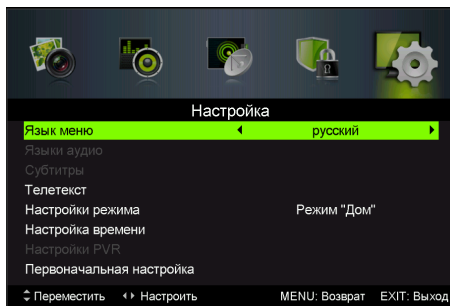 Настройка
Язык меню русский
Языки аудио
Субтитры
Телетекст
Настройки режима Режим "Дом"
Настройка времени
Настройки PVR
Первоначальная настройка
Переместить Настроить MENU: Возврат EXIT: Выход